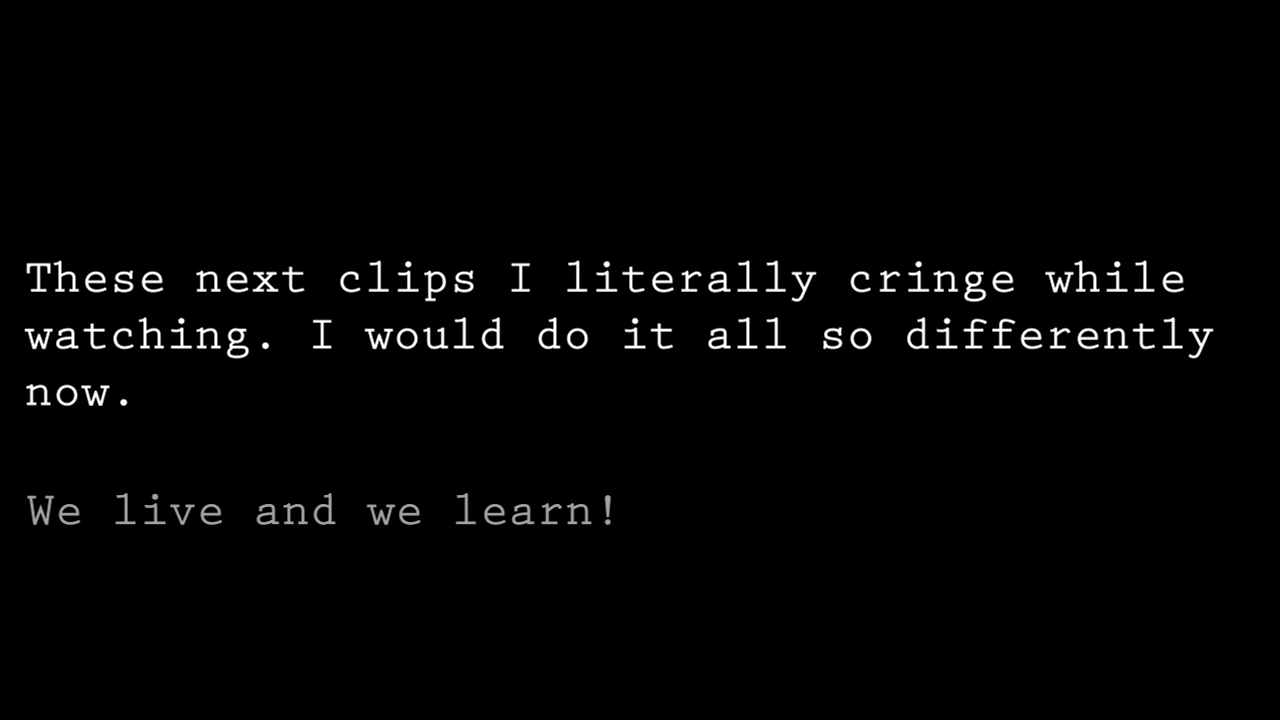 These next clips I literally cringe while
watching. I would do it all so differently
now.
We live and we learn!